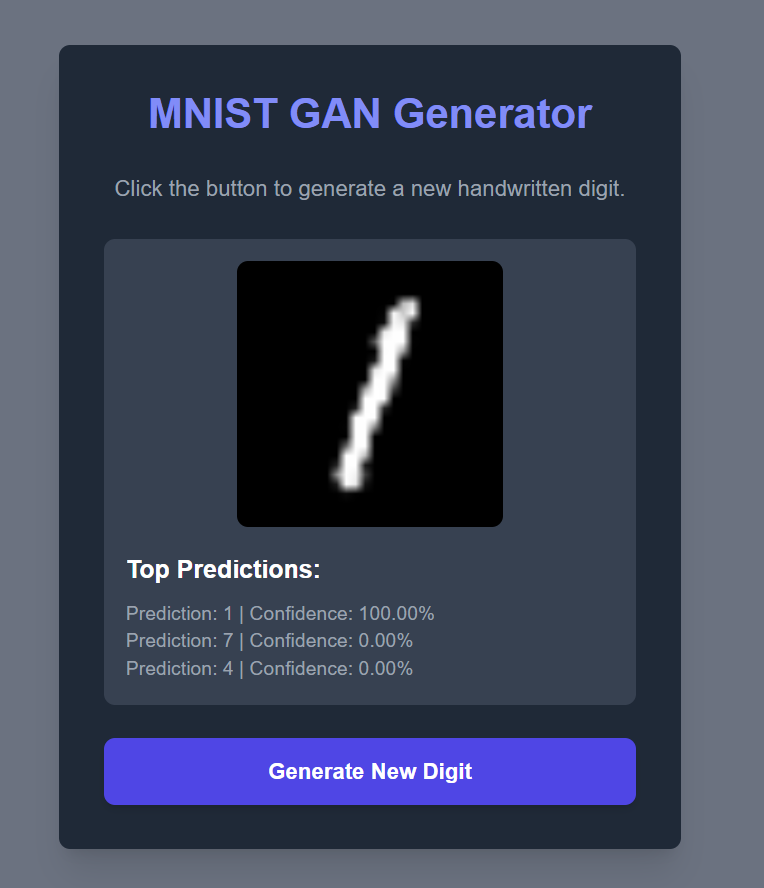 MNIST GAN Generator
Click the button to generate a new handwritten digit.
1
Top Predictions:
Prediction: 1 | Confidence: 100.00%
Prediction: 7 | Confidence: 0.00%
Prediction: 4 | Confidence: 0.00%
Generate New Digit